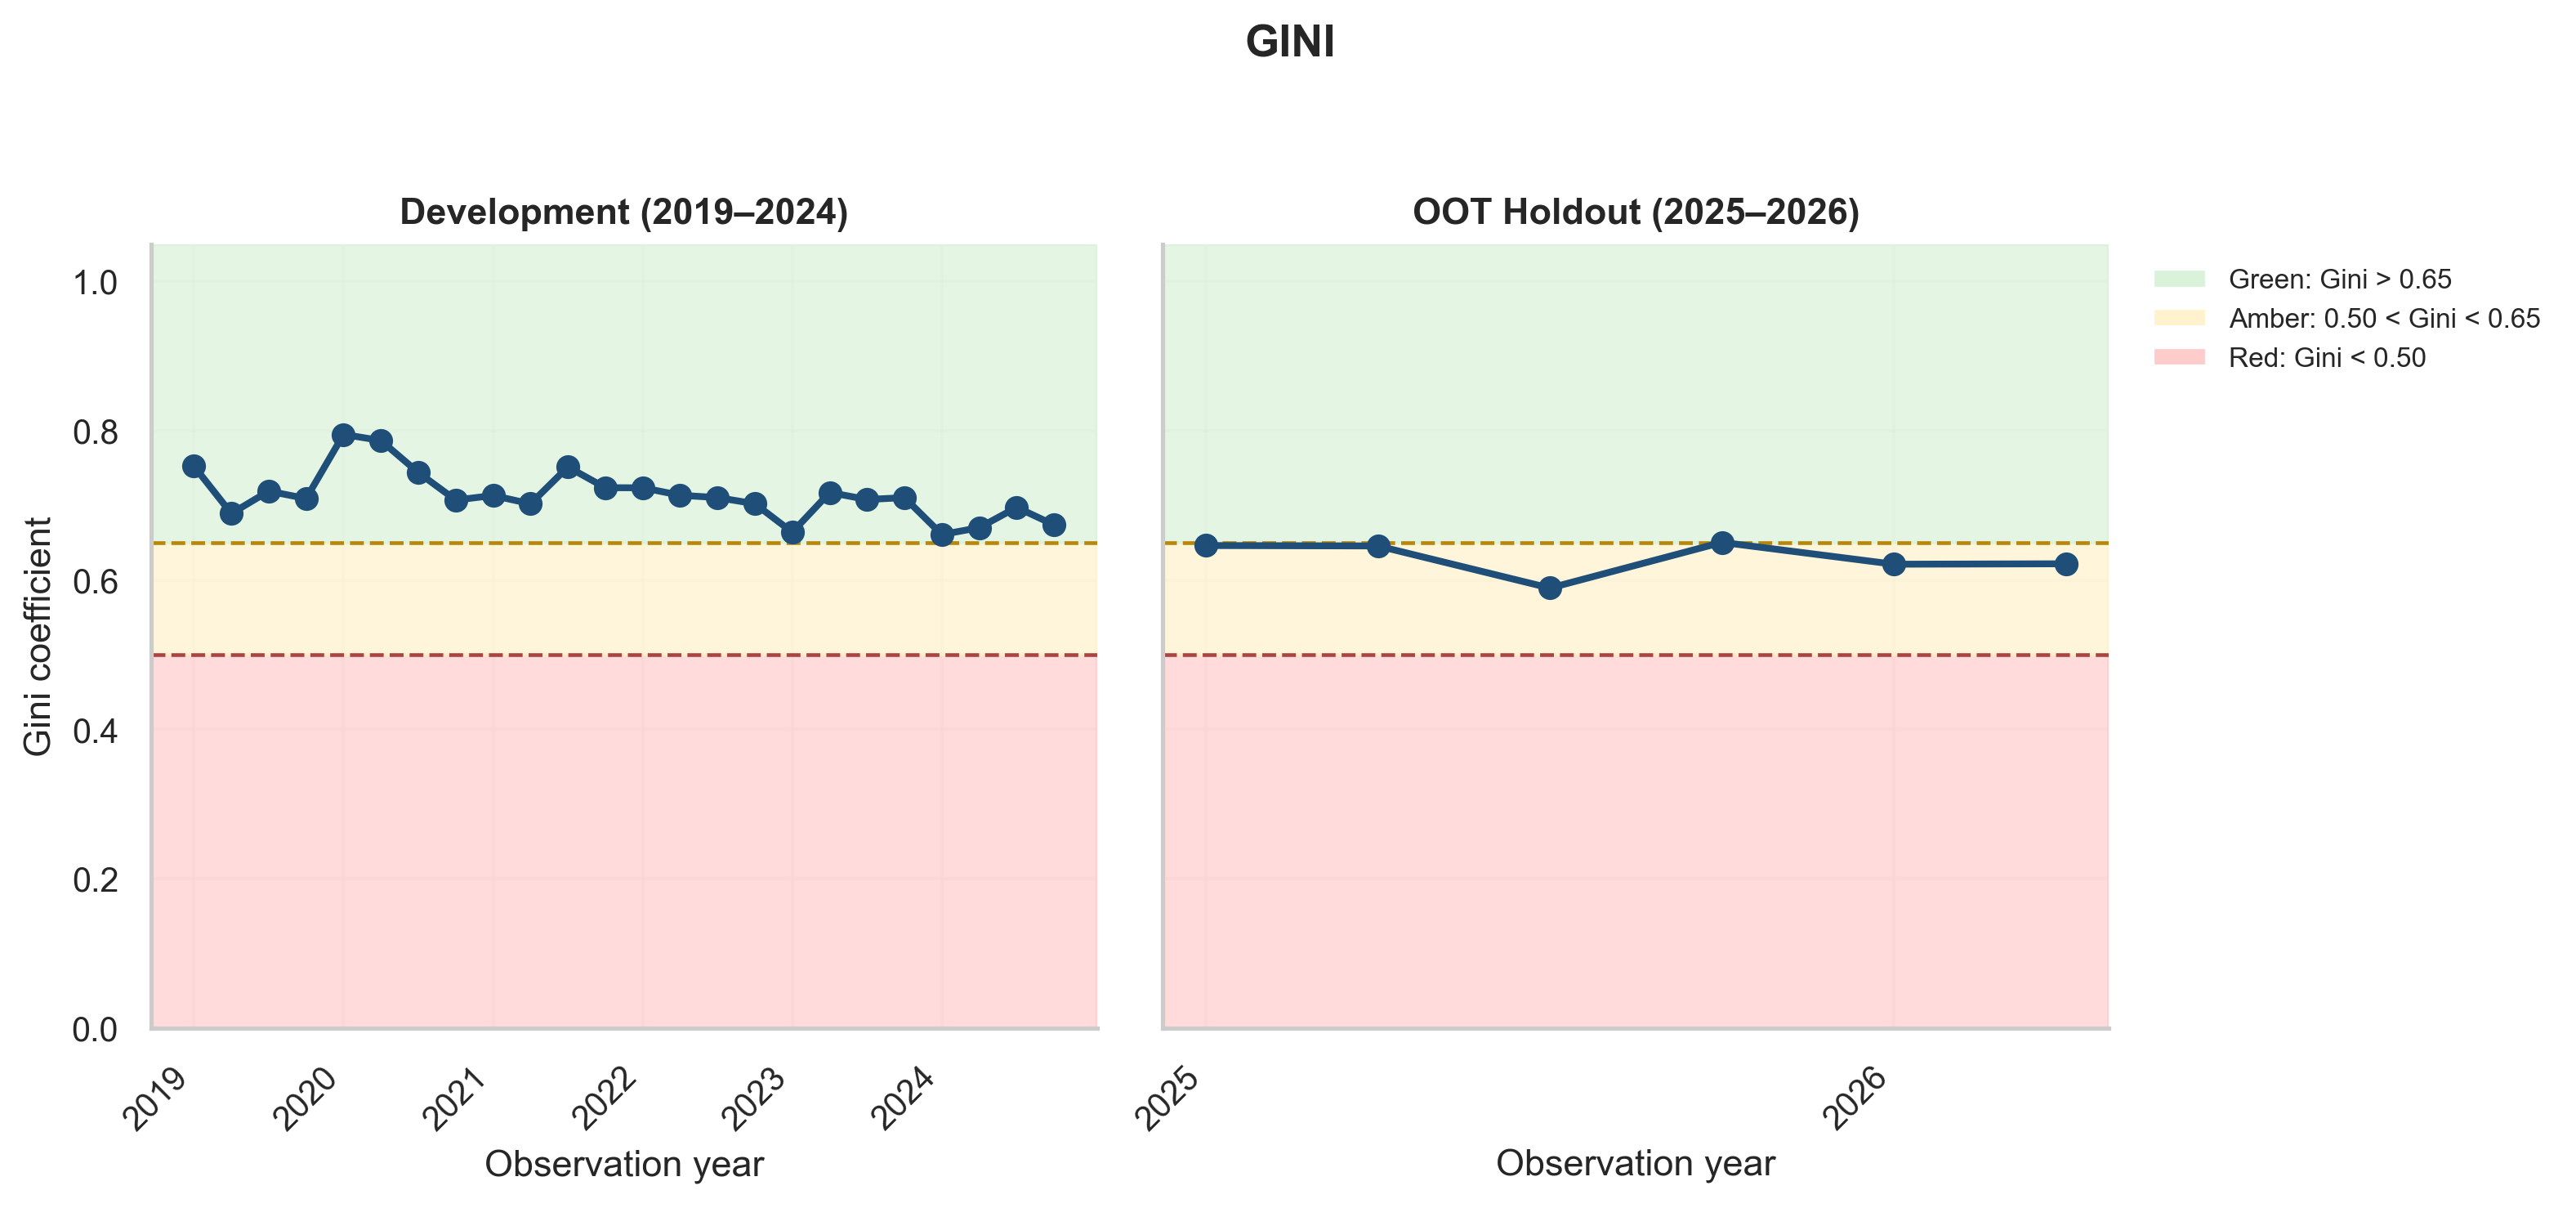 GINI
Development (2019–2024)
OOT Holdout (2025–2026)
Green: Gini > 0.65
Amber: 0.50 < Gini < 0.65
Red: Gini < 0.50
Gini coefficient
1.0
0.8
0.6
0.4
0.2
0.0
2019
2020
2021
2022
2023
2024
Observation year
2025
2026
Observation year